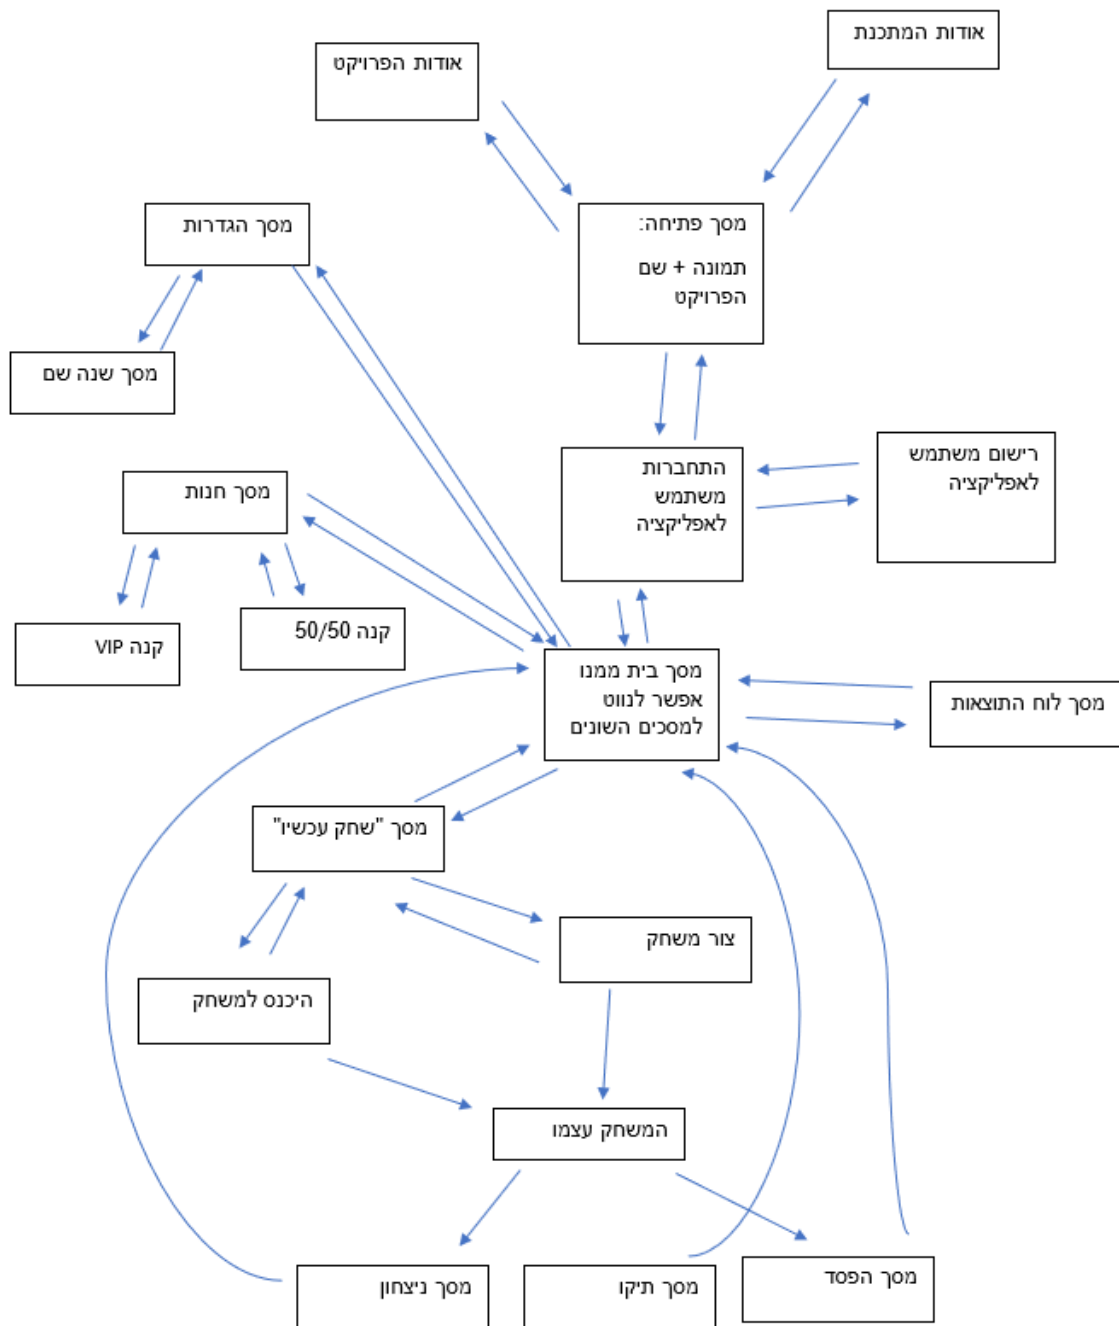 אודות המתכנת
אודות הפרויקט
מסך פתיחה:
תמונה + שם
הפרויקט
מסך הגדרות
מסך שנה שם
התחברות
משתמש
לאפליקציה
רישום משתמש
לאפליקציה
מסך חנות
קנה 50/50
קנה VIP
מסך בית ממנו
אפשר לנווט
למסכים השונים
מסך לוח התוצאות
מסך "שחק עכשיו"
צור משחק
היכנס למשחק
המשחק עצמו
מסך הפסד
מסך תיקו
מסך ניצחון